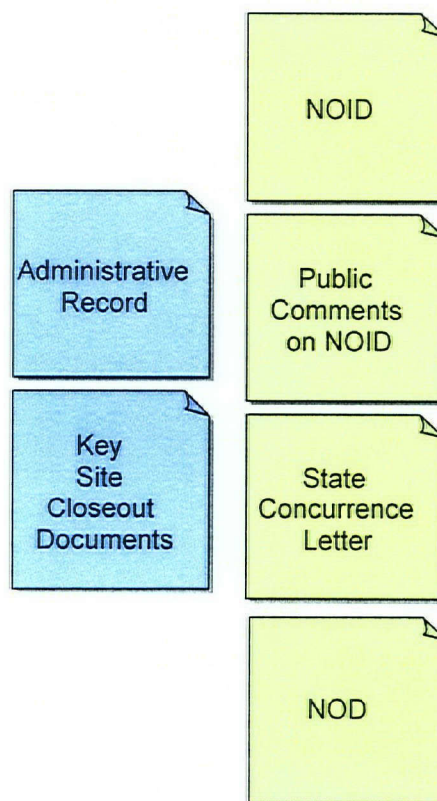 Administrative
Record
Key
Site
Closeout
Documents
NOID
Public
Comments
on NOID
State
Concurrence
Letter
NOD